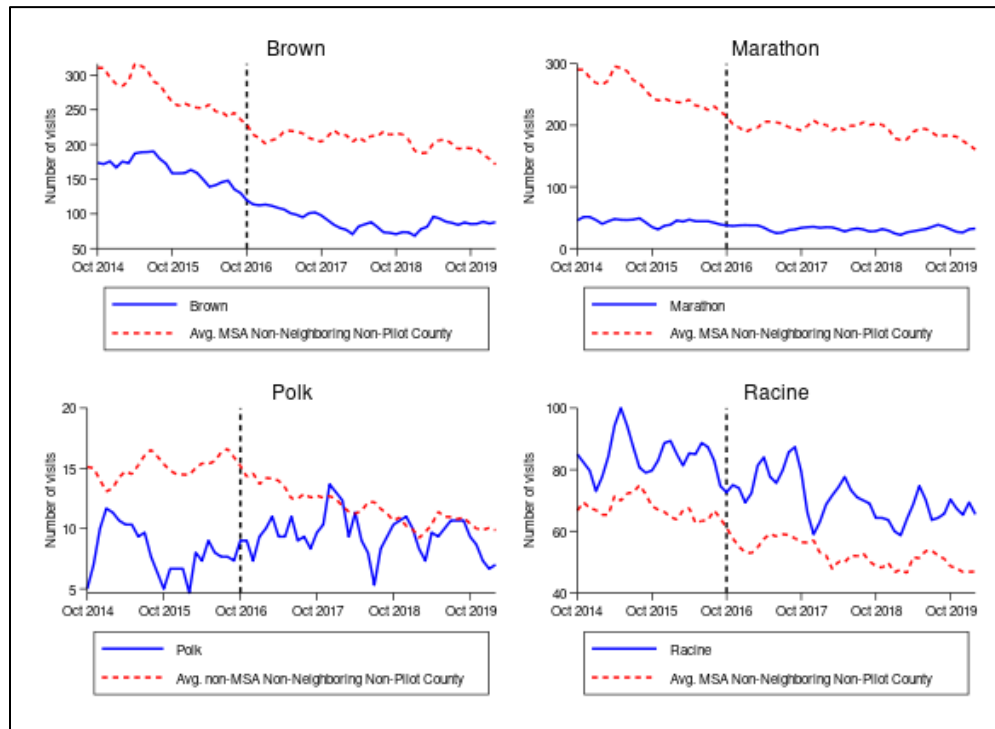 Brown
Number of visits
300
250
200
150
100
50
Oct 2014 Oct 2015 Oct 2016 Oct 2017 Oct 2018 Oct 2019
Brown
Avg. MSA Non-Neighboring Non-Pilot County
Marathon
Number of visits
300
200
100
0
Oct 2014 Oct 2015 Oct 2016 Oct 2017 Oct 2018 Oct 2019
Marathon
Avg. MSA Non-Neighboring Non-Pilot County
Polk
Number of visits
20
15
10
5
Oct 2014 Oct 2015 Oct 2016 Oct 2017 Oct 2018 Oct 2019
Polk
Avg. non-MSA Non-Neighboring Non-Pilot County
Racine
Number of visits
100
80
60
40
Oct 2014 Oct 2015 Oct 2016 Oct 2017 Oct 2018 Oct 2019
Racine
Avg. MSA Non-Neighboring Non-Pilot County